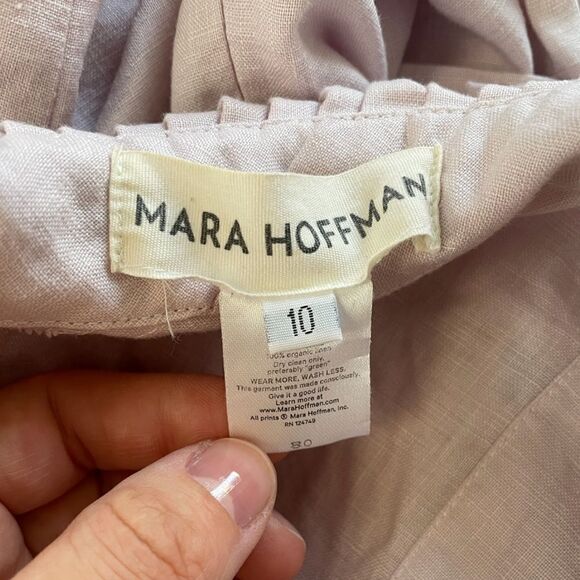 MARA HOFFMAN
10
100% organic linen
Dry clean only,
preferably "green"
WEAR MORE, WASH LESS.
This garment was made consciously.
Give it a good life.
Learn more at
www.MaraHoffman.com
All prints ® Mara Hoffman, Inc.
RN 124749